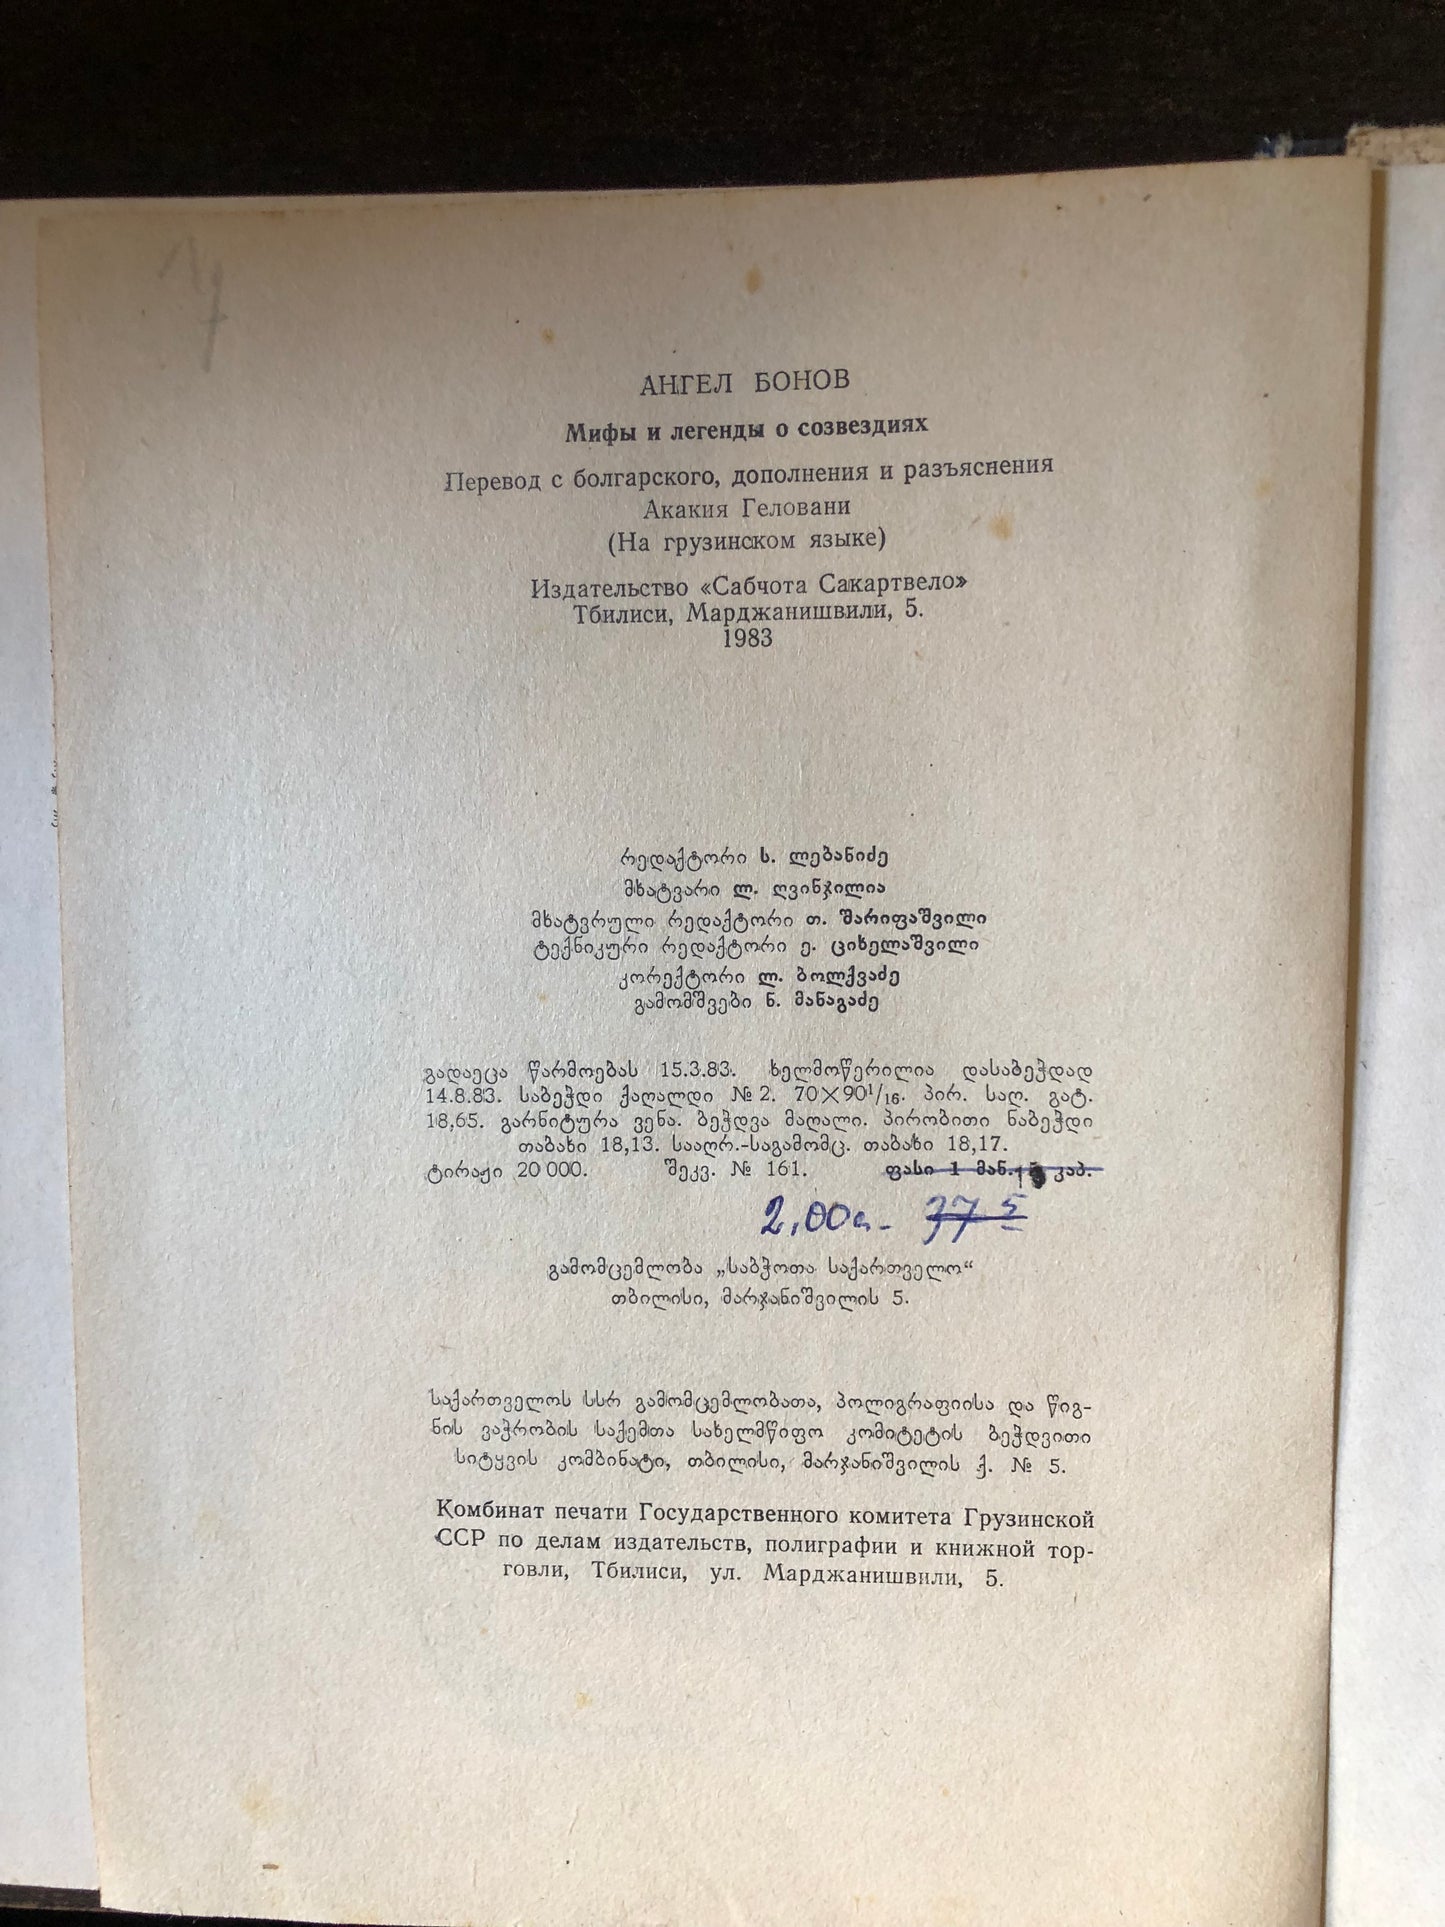 АНГЕЛ БОНОВ
Мифы и легенды о созвездиях
Перевод с болгарского, дополнения и разъяснения
Акакия Геловани
(На грузинском языке)
Издательство «Сабчота Сакартвело»
Тбилиси, Марджанишвили, 5.
1983
რედაქტორი ს. ლებანიძე
მხატვარი ლ. ღვინჯილია
მხატვრული რედაქტორი თ. შარიფაშვილი
ტექნიკური რედაქტორი ე. ციხელაშვილი
კორექტორი ლ. ბოლქვაძე
გამომშვები ნ. მანაგაძე
გადაეცა წარმოებას 15.3.83. ხელმოწერილია დასაბეჭდად
14.8.83. საბეჭდი ქაღალდი № 2. 70×90¹/₁₆. პირ. საღ. გატ.
18,65. გარნიტურა ვენა. ბეჭდვა მაღალი. პირობითი ნაბეჭდი
თაბახი 18,13. სააღრ.-საგამომც. თაბახი 18,17.
ტირაჟი 20 000. შეკვ. № 161. ფასი 1 მან. კაპ.
2,00
გამომცემლობა „საბჭოთა საქართველო“
თბილისი, მარჯანიშვილის 5.
საქართველოს სსრ გამომცემლობათა, პოლიგრაფიისა და წიგ-
ნის ვაჭრობის საქემთა სახელმწიფო კომიტეტის ბეჭდვითი
სიტყვის კომბინატი, თბილისი, მარჯანიშვილის ქ. № 5.
Комбинат печати Государственного комитета Грузинской
ССР по делам издательств, полиграфии и книжной тор-
говли, Тбилиси, ул. Марджанишвили, 5.